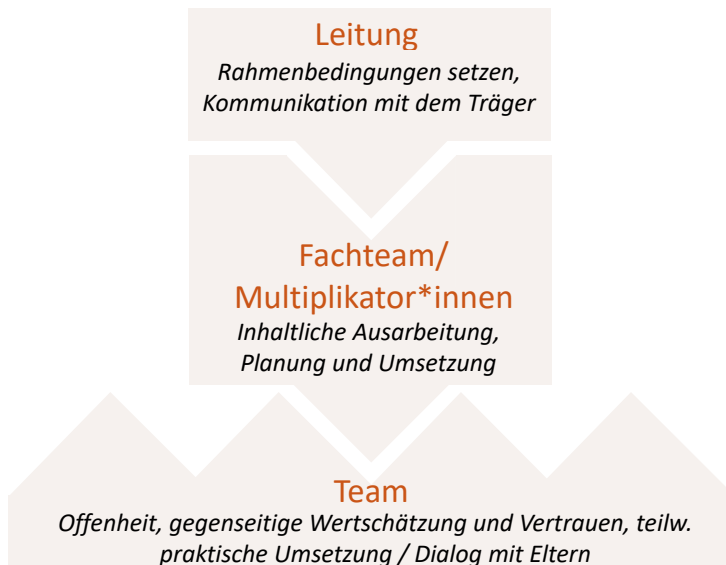 Leitung
Rahmenbedingungen setzen,
Kommunikation mit dem Träger
Fachteam/
Multiplikator*innen
Inhaltliche Ausarbeitung,
Planung und Umsetzung
Team
Offenheit, gegenseitige Wertschätzung und Vertrauen, teilw.
praktische Umsetzung / Dialog mit Eltern